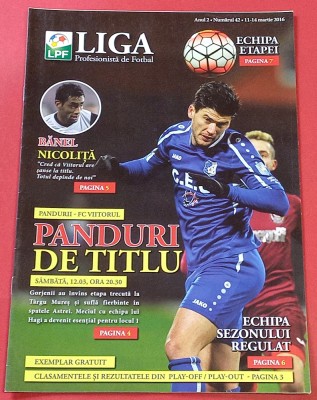 Anul 2 • Numărul 42 • 11-14 martie 2016
LPF
LIGA
Profesionistă de Fotbal
ECHIPA
ETAPEI
PAGINA 7
BĂNEL
NICOLIȚĂ
"Cred că Viitorul are
șanse la titlu.
Totul depinde de noi"
PAGINA 5
PANDURII - FC VIITORUL
PANDURI
DE TITLU
SÂMBĂTĂ, 12.03, ORA 20.30
Gorjenii au învins etapa trecută la
Târgu Mureș și suflă fierbinte în
spatele Astrei. Meciul cu echipa lui
Hagi a devenit esențial pentru locul 1
PAGINA 4
JAKO
C.E.O
JAKO
ECHIPA
SEZONULUI
REGULAT
PAGINA 6
EXEMPLAR GRATUIT
CLASAMENTELE ȘI REZULTATELE DIN PLAY-OFF / PLAY-OUT - PAGINA 3